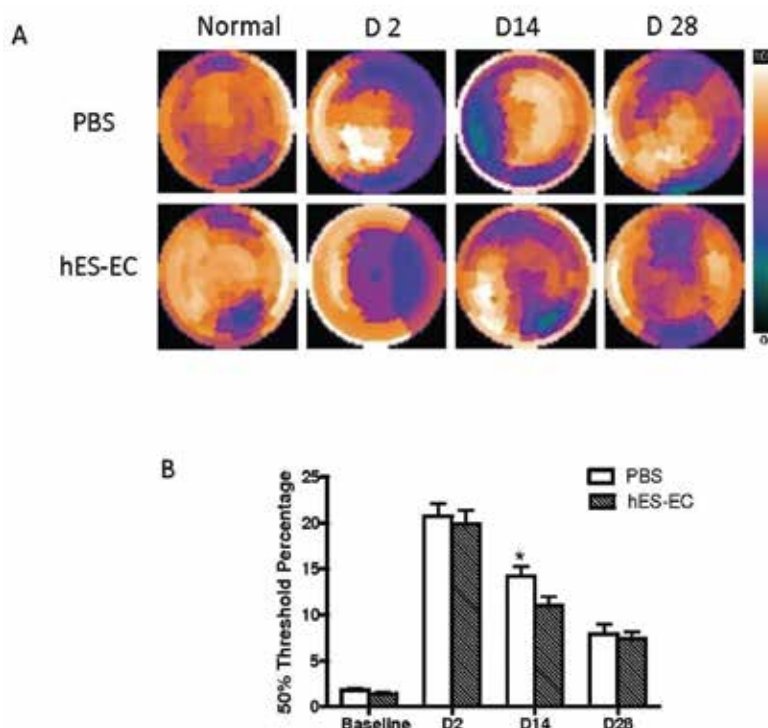 A
Normal D 2 D14 D 28
PBS
hES-EC
0
B
50% Threshold Percentage
25
20
15
10
5
0
PBS
hES-EC
*
Baseline D2 D14 D28